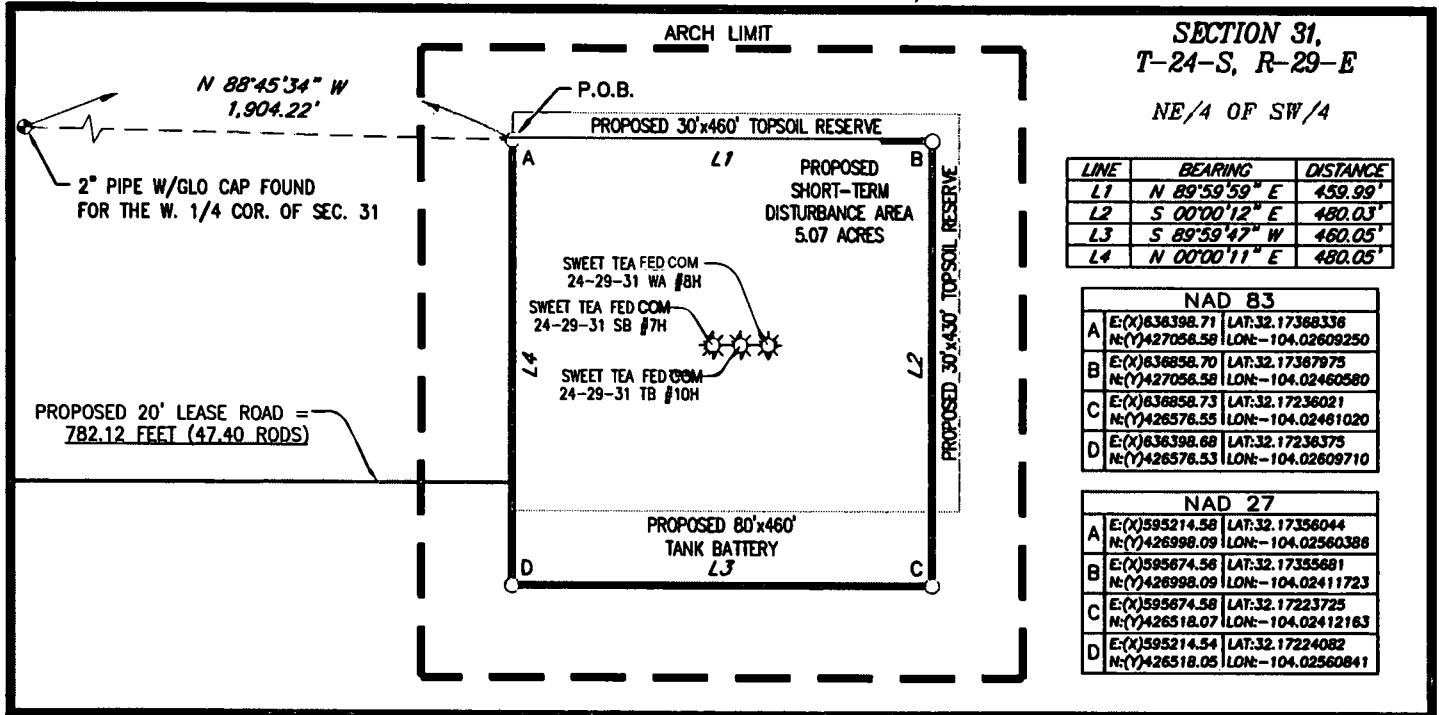 ARCH LIMIT
SECTION 31,
T-24-S, R-29-E
NE/4 OF SW/4
N 88°45'34" W
1,904.22'
P.O.B.
2" PIPE W/GLO CAP FOUND
FOR THE W. 1/4 COR. OF SEC. 31
PROPOSED 30'x460' TOPSOIL RESERVE
A
L1
B
PROPOSED
SHORT-TERM
DISTURBANCE AREA
5.07 ACRES
SWEET TEA FED COM
24-29-31 WA #8H
SWEET TEA FED COM
24-29-31 SB #7H
SWEET TEA FED COM
24-29-31 TB #10H
L4
L2
PROPOSED 30'x430' TOPSOIL RESERVE
PROPOSED 20' LEASE ROAD =
782.12 FEET (47.40 RODS)
PROPOSED 80'x460'
TANK BATTERY
D
L3
C
LINE BEARING DISTANCE
L1 N 89°59'59" E 459.99'
L2 S 00°00'12" E 480.03'
L3 S 89°59'47" W 460.05'
L4 N 00°00'11" E 480.05'
NAD 83
A E:(X)636398.71 LAT:32.17368336
N:(Y)427056.58 LON:-104.02609250
B E:(X)636858.70 LAT:32.17367975
N:(Y)427056.58 LON:-104.02460580
C E:(X)636858.73 LAT:32.17236021
N:(Y)426576.55 LON:-104.02461020
D E:(X)636398.68 LAT:32.17236375
N:(Y)426576.53 LON:-104.02609710
NAD 27
A E:(X)595214.58 LAT:32.17356044
N:(Y)426998.09 LON:-104.02560386
B E:(X)595674.56 LAT:32.17355681
N:(Y)426998.09 LON:-104.02411723
C E:(X)595674.58 LAT:32.17223725
N:(Y)426518.07 LON:-104.02412163
D E:(X)595214.54 LAT:32.17224082
N:(Y)426518.05 LON:-104.02560841